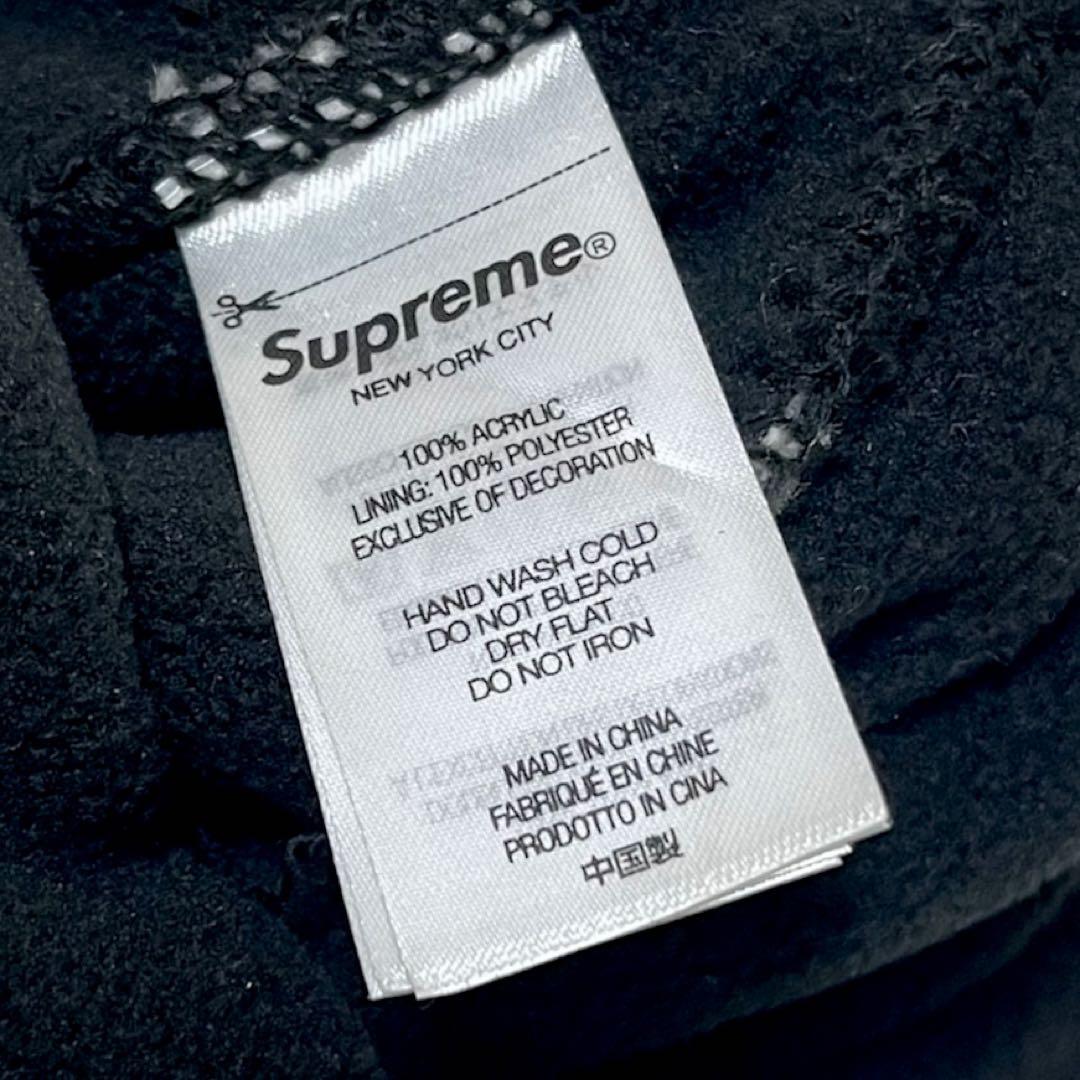 Supreme®
NEW YORK CITY
100% ACRYLIC
LINING: 100% POLYESTER
EXCLUSIVE OF DECORATION
HAND WASH COLD
DO NOT BLEACH
DRY FLAT
DO NOT IRON
MADE IN CHINA
FABRIQUÉ EN CHINE
PRODOTTO IN CINA
中国製